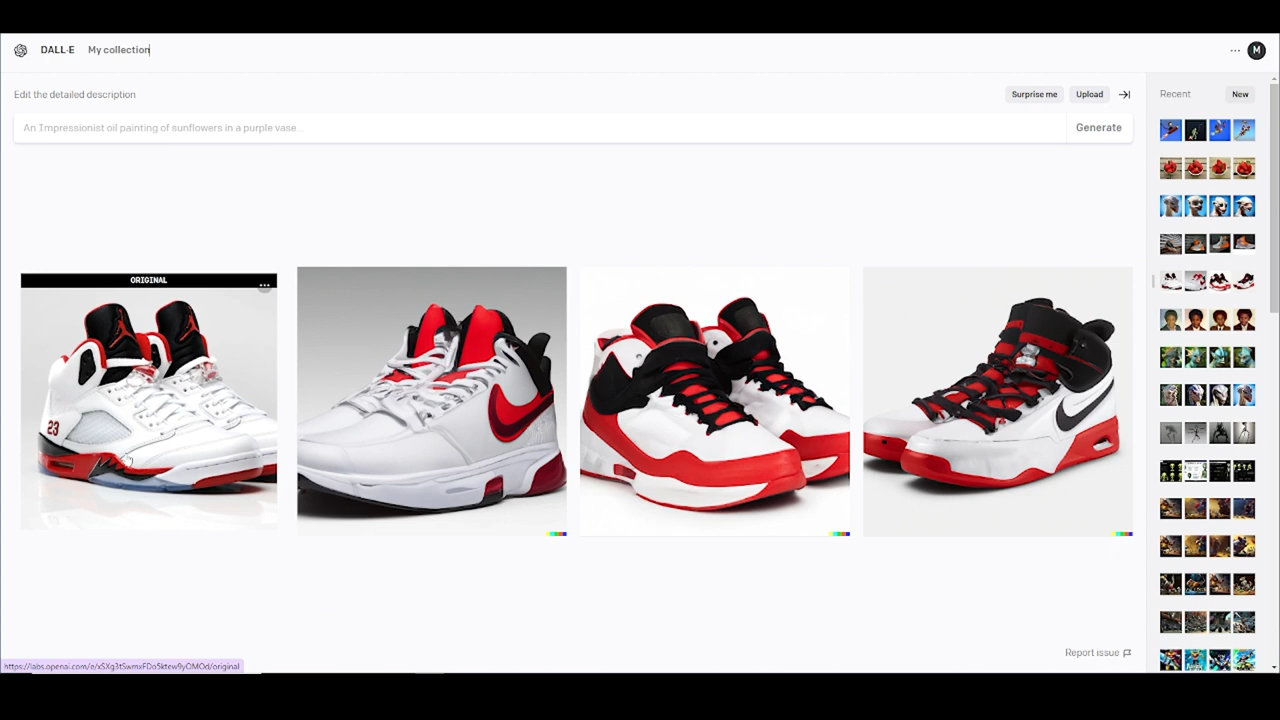 DALL·E My collection
M
Edit the detailed description
Surprise me Upload
Recent New
An Impressionist oil painting of sunflowers in a purple vase...
Generate
ORIGINAL
23
Report issue
https://labs.openai.com/e/xSXg3tSwmxFDo5ktew9yOMOd/original